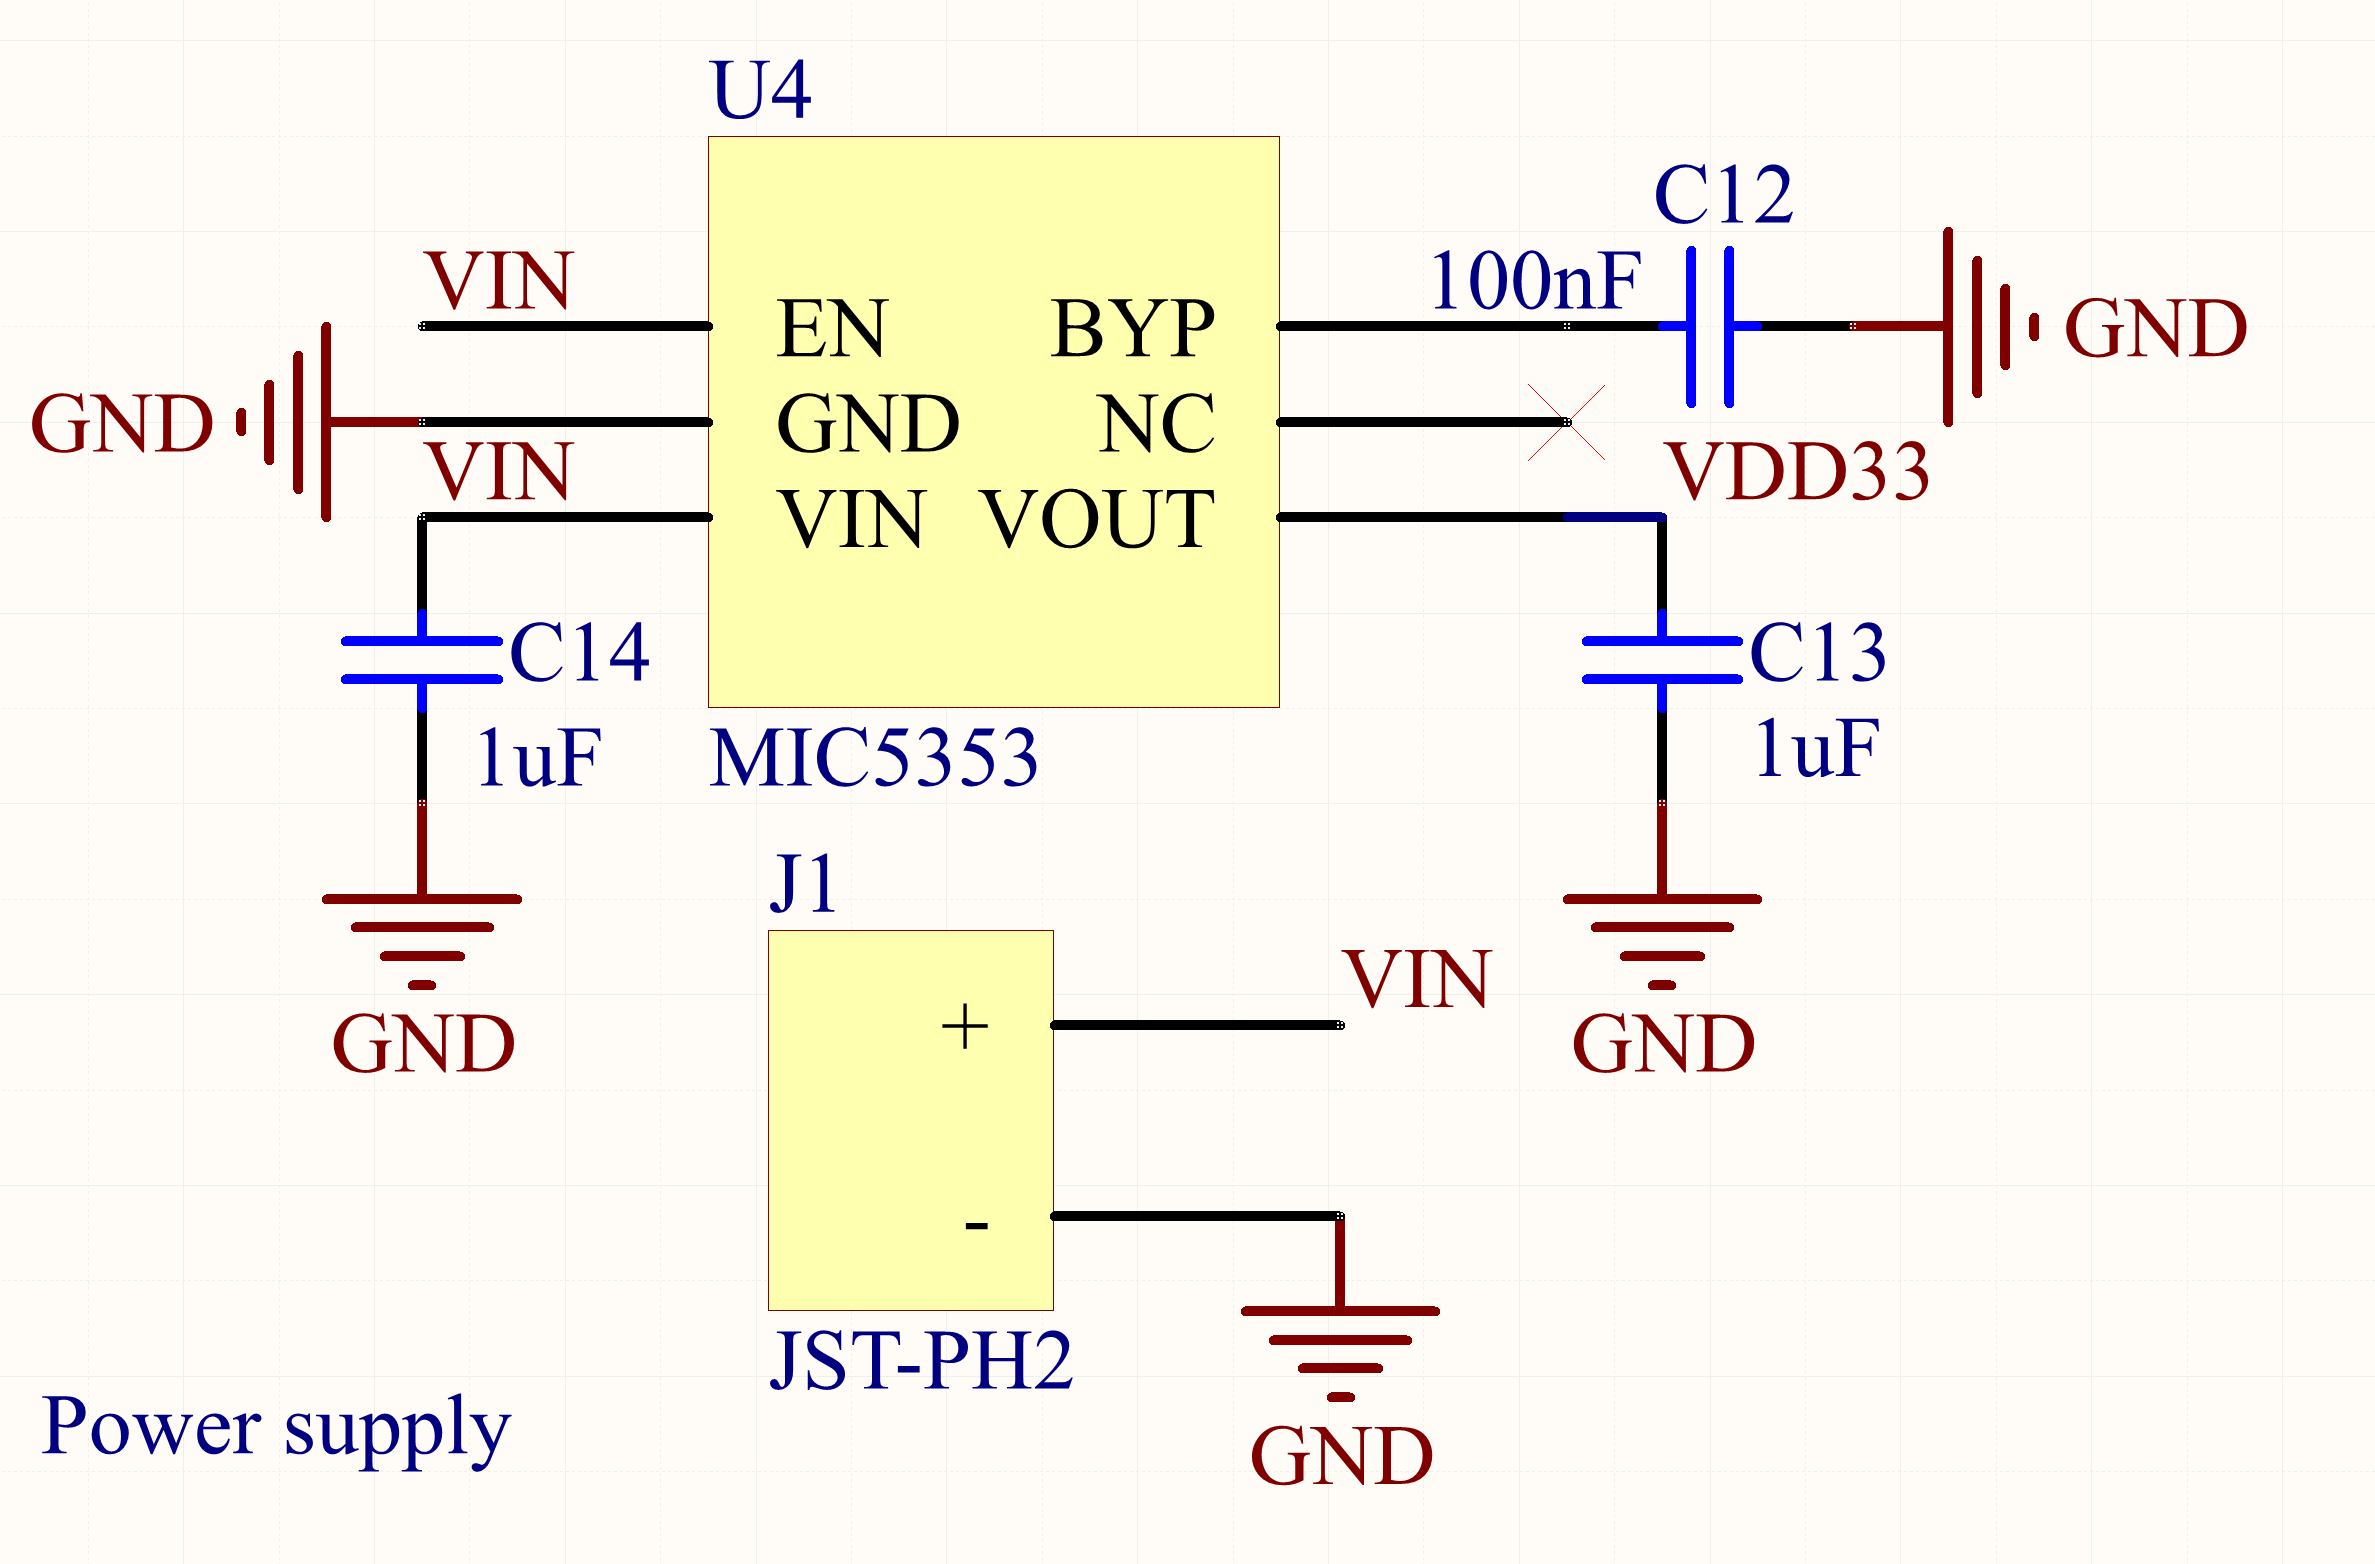 U4
C12
VIN
100nF
EN
BYP
GND
GND
GND
NC
VIN
VDD33
VIN
VOUT
C14
C13
1uF
MIC5353
1uF
J1
+
VIN
GND
GND
-
JST-PH2
Power supply
GND